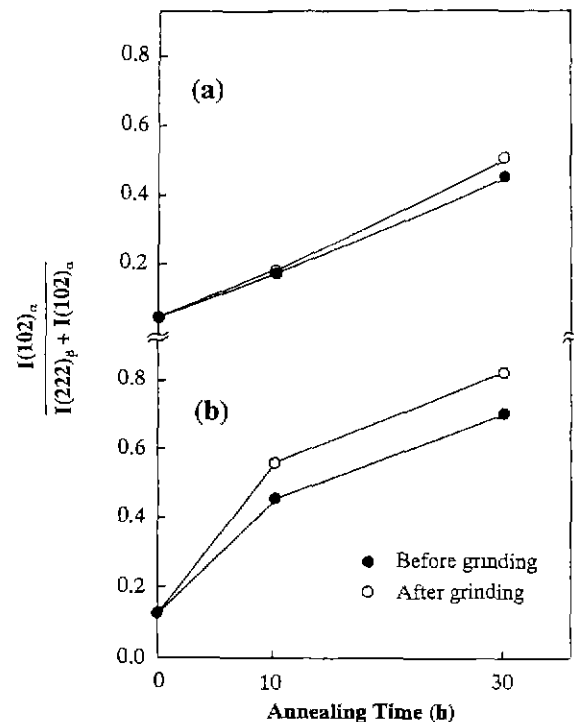 0.8
(a)
0.6
0.4
0.2
I(102)α
I(222)β + I(102)α
0.8
(b)
0.6
0.4
● Before grinding
○ After grinding
0.2
0.0
0 10 30
Annealing Time (h)